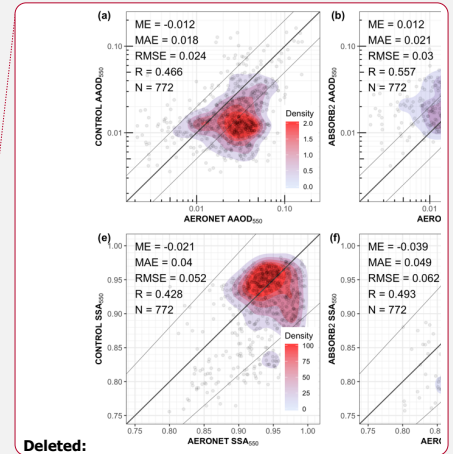 (a)
ME = -0.012
MAE = 0.018
RMSE = 0.024
R = 0.466
N = 772
0.10
0.01
CONTROL AAOD550
Density
2.0
1.5
1.0
0.5
0.0
0.01
0.10
AERONET AAOD550
(b)
ME = 0.012
MAE = 0.021
RMSE = 0.03
R = 0.557
N = 772
0.10
0.01
ABSORB2 AAOD550
0.01
AERO
(e)
ME = -0.021
MAE = 0.04
RMSE = 0.052
R = 0.428
N = 772
1.00
0.95
0.90
0.85
0.80
0.75
CONTROL SSA550
Density
100
75
50
25
0
0.75
0.80
0.85
0.90
0.95
1.00
AERONET SSA550
(f)
ME = -0.039
MAE = 0.049
RMSE = 0.062
R = 0.493
N = 772
1.00
0.95
0.90
0.85
0.80
0.75
ABSORB2 SSA550
0.75
0.80
0.8
AERO
Deleted: